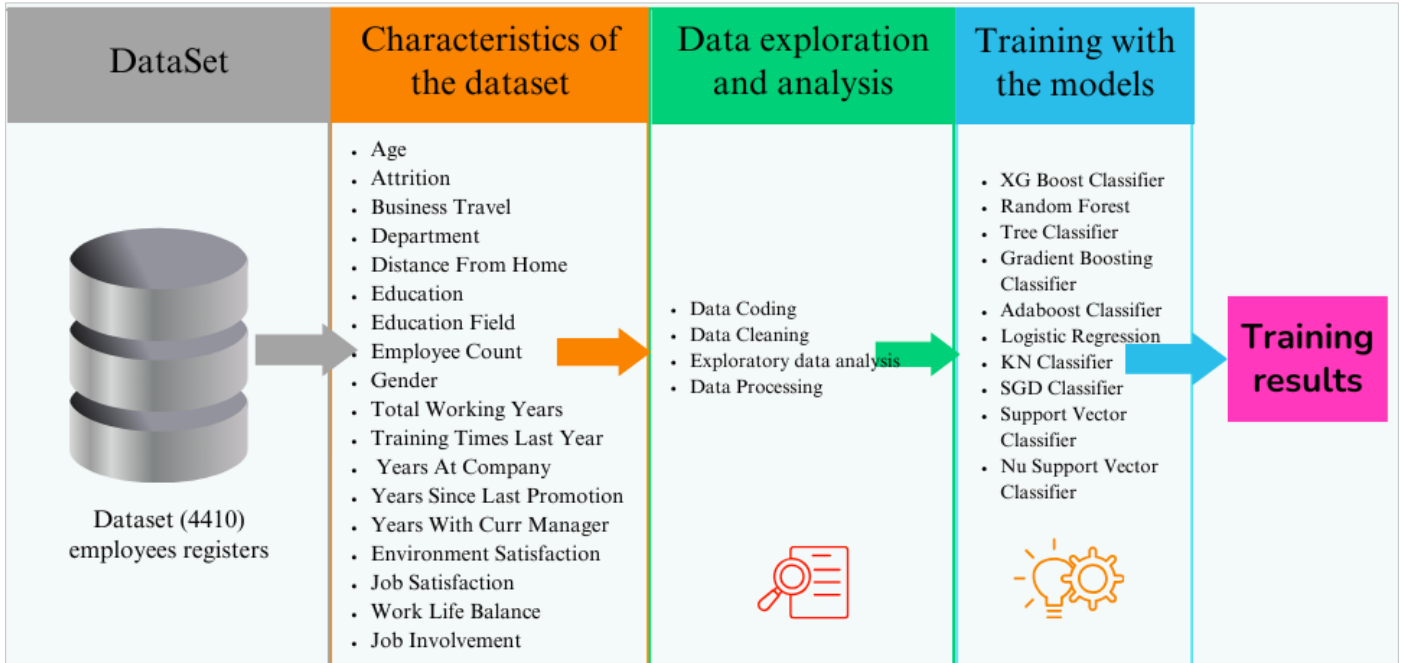 DataSet
Dataset (4410)
employees registers
Characteristics of
the dataset
Age
Attrition
Business Travel
Department
Distance From Home
Education
Education Field
Employee Count
Gender
Total Working Years
Training Times Last Year
Years At Company
Years Since Last Promotion
Years With Curr Manager
Environment Satisfaction
Job Satisfaction
Work Life Balance
Job Involvement
Data exploration
and analysis
Data Coding
Data Cleaning
Exploratory data analysis
Data Processing
Training with
the models
XG Boost Classifier
Random Forest
Tree Classifier
Gradient Boosting
Classifier
Adaboost Classifier
Logistic Regression
KN Classifier
SGD Classifier
Support Vector
Classifier
Nu Support Vector
Classifier
Training
results